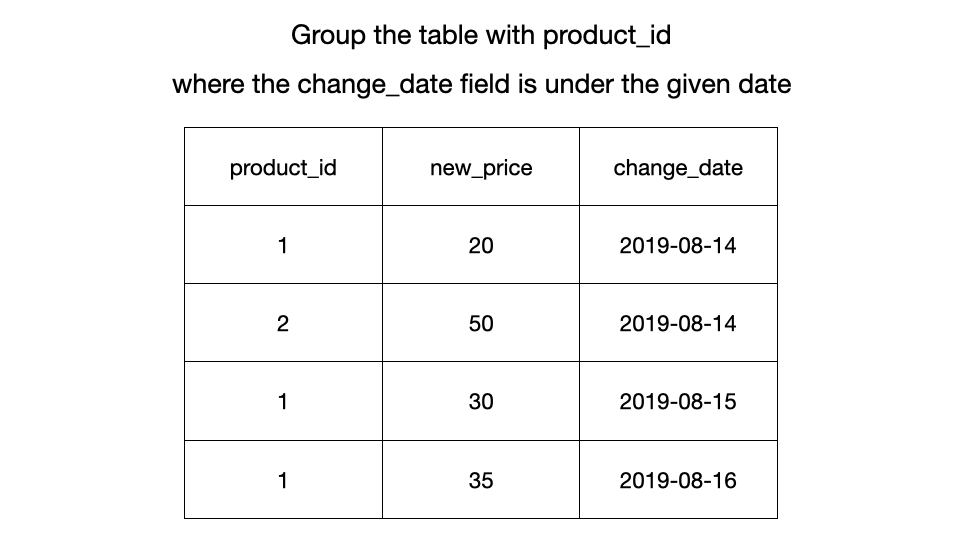 Group the table with product_id
where the change_date field is under the given date
product_id new_price change_date
1 20 2019-08-14
2 50 2019-08-14
1 30 2019-08-15
1 35 2019-08-16